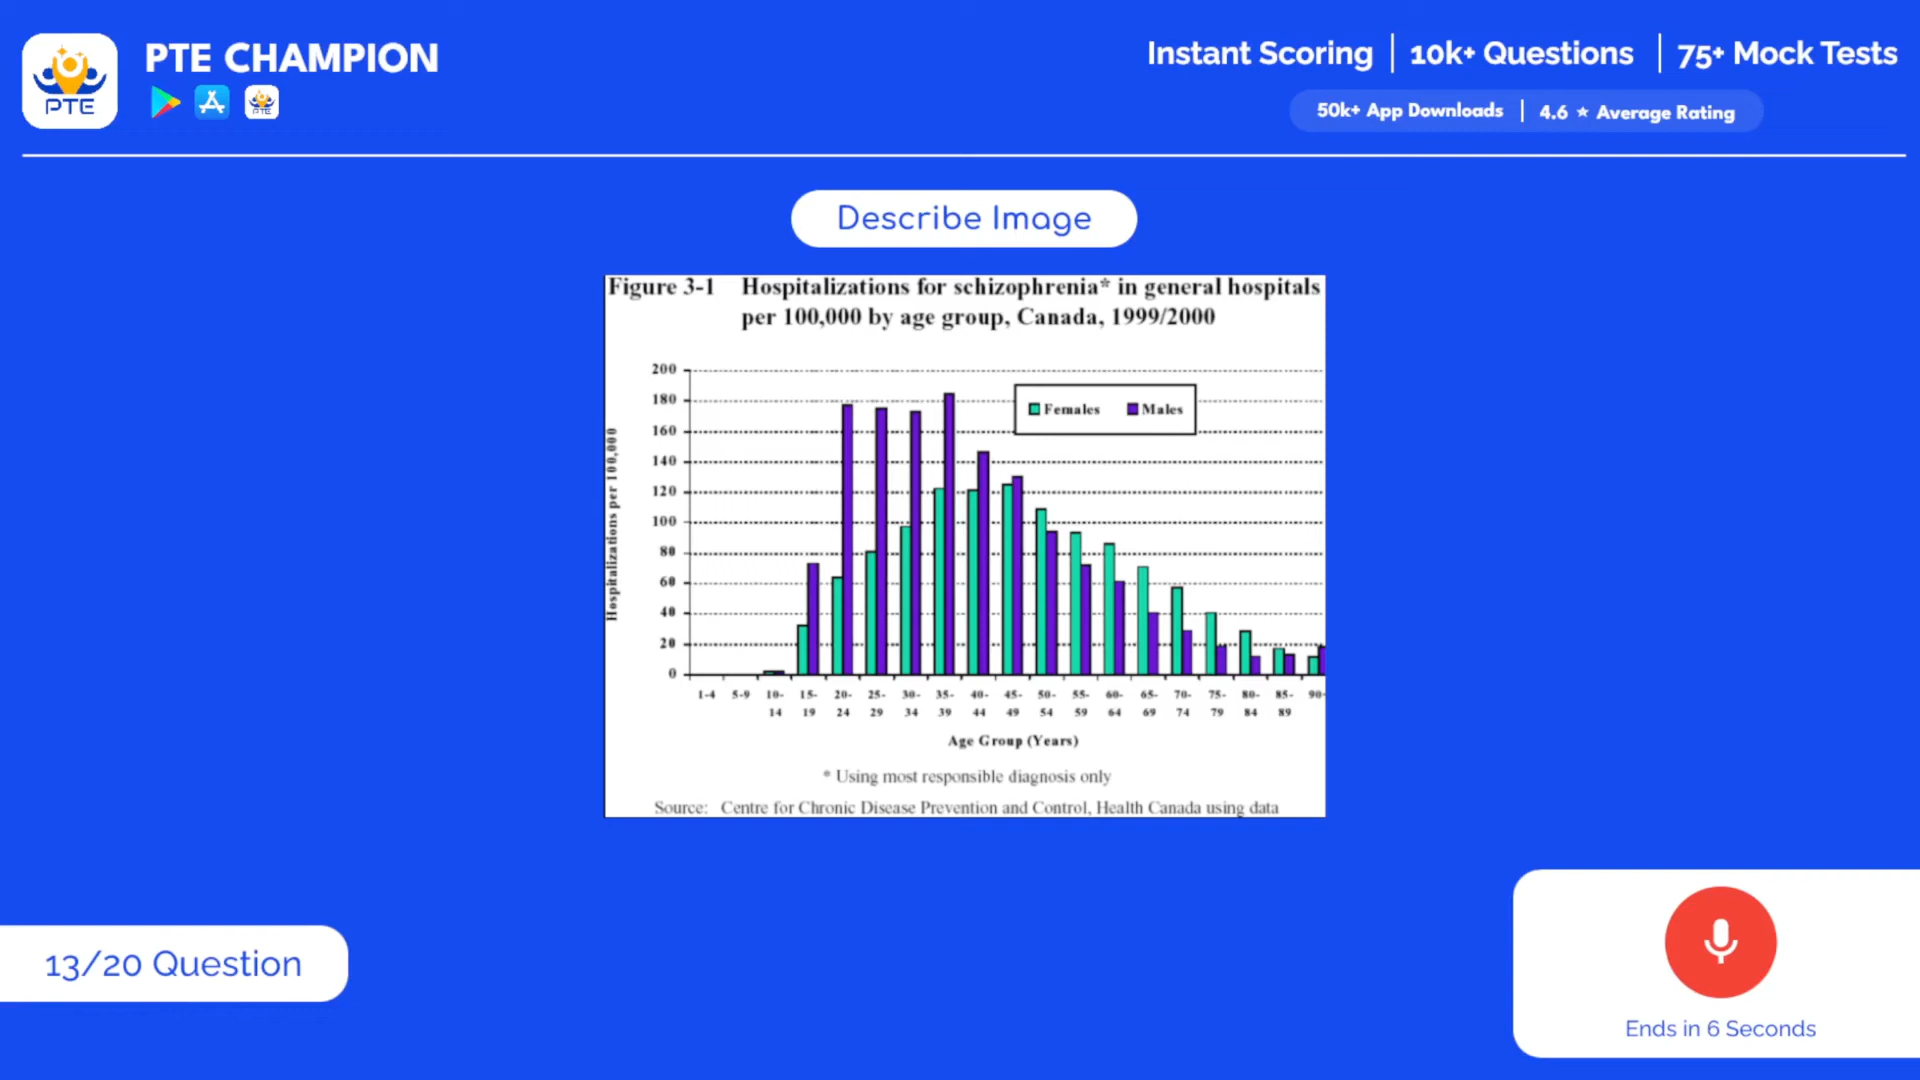 PTE CHAMPION
PTE
PTE
Instant Scoring | 10k+ Questions | 75+ Mock Tests
50k+ App Downloads | 4.6 ★ Average Rating
Describe Image
Figure 3-1 Hospitalizations for schizophrenia* in general hospitals
per 100,000 by age group, Canada, 1999/2000
Hospitalizations per 100,000
200
180
160
140
120
100
80
60
40
20
0
Females Males
1-4 5-9 10- 15- 20- 25- 30- 35- 40- 45- 50- 55- 60- 65- 70- 75- 80- 85- 90
14 19 24 29 34 39 44 49 54 59 64 69 74 79 84 89
Age Group (Years)
* Using most responsible diagnosis only
Source: Centre for Chronic Disease Prevention and Control, Health Canada using data
13/20 Question
Ends in 6 Seconds